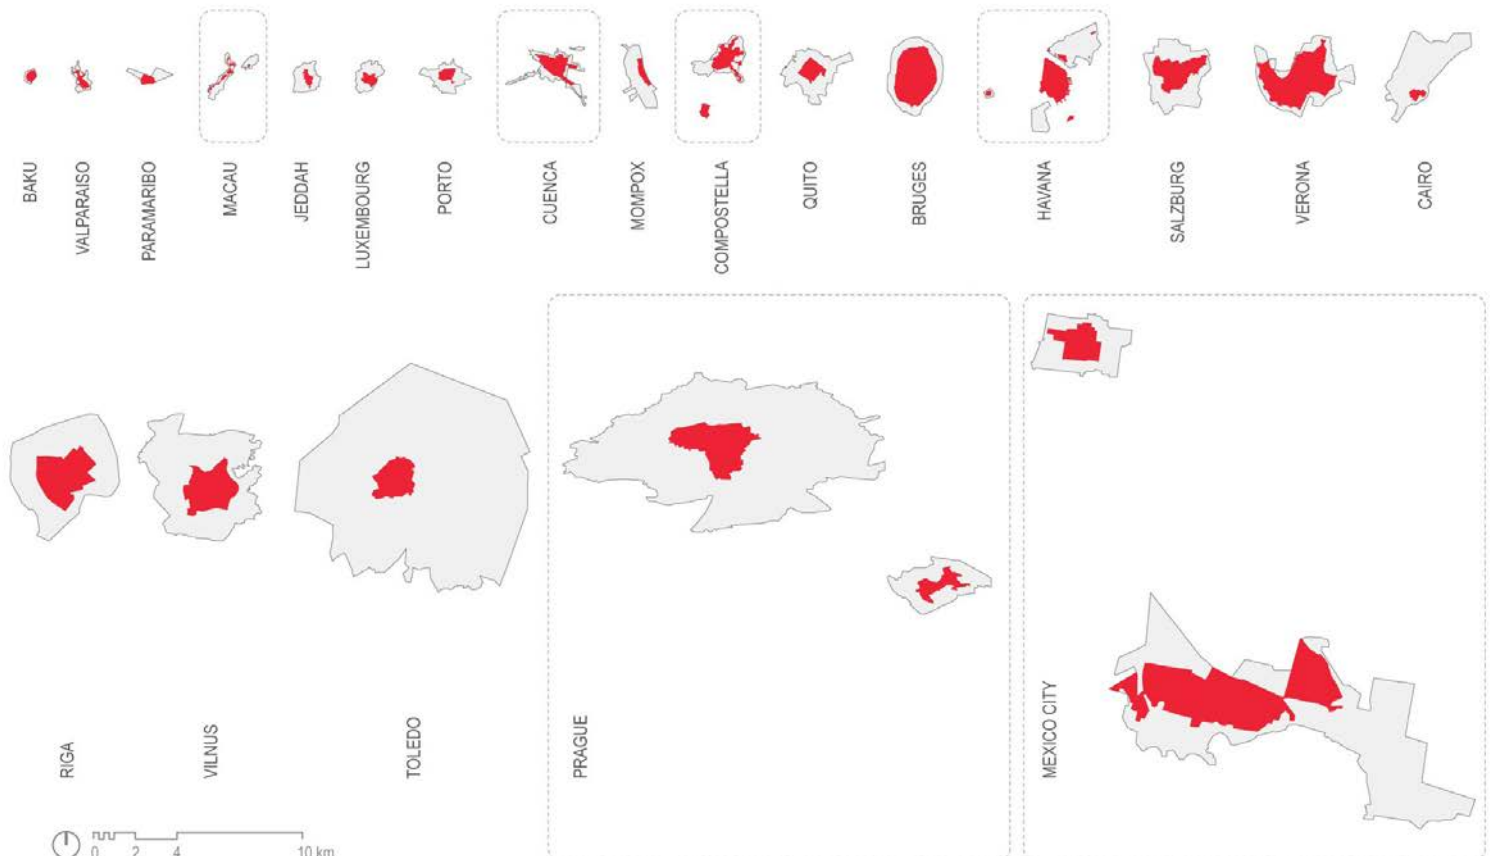 BAKU
VALPARAISO
PARAMARIBO
MACAU
JEDDAH
LUXEMBOURG
PORTO
CUENCA
MOMPOX
COMPOSTELLA
QUITO
BRUGES
HAVANA
SALZBURG
VERONA
CAIRO
RIGA
VILNUS
TOLEDO
PRAGUE
MEXICO CITY
0 2 4 10 km